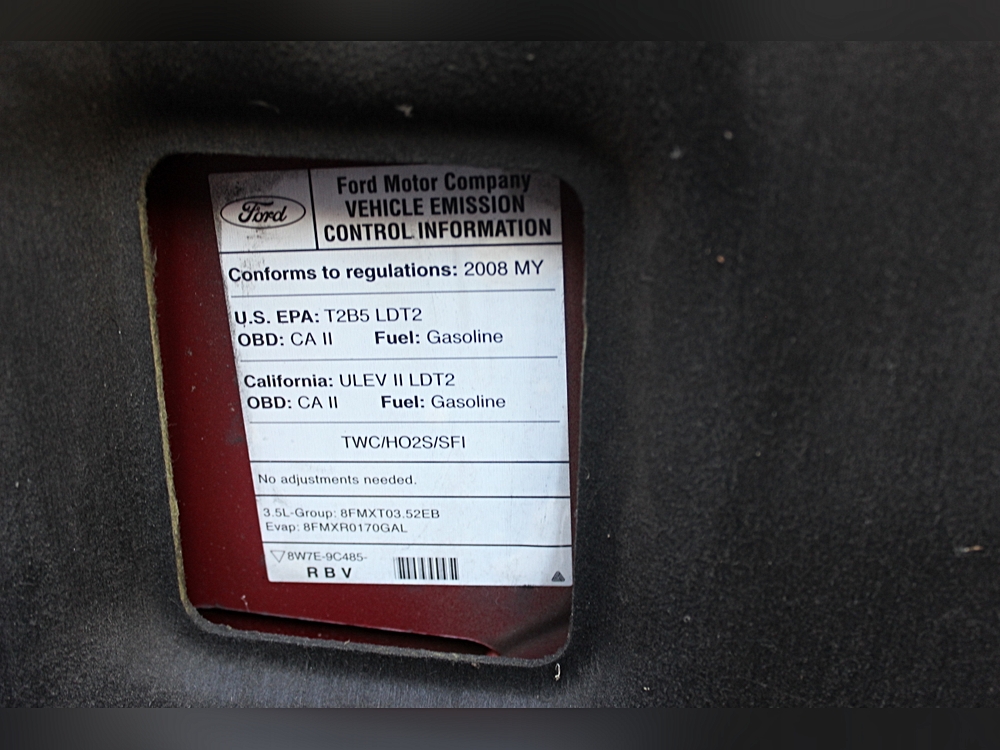 Ford
Ford Motor Company
VEHICLE EMISSION
CONTROL INFORMATION
Conforms to regulations: 2008 MY
U.S. EPA: T2B5 LDT2
OBD: CA II Fuel: Gasoline
California: ULEV II LDT2
OBD: CA II Fuel: Gasoline
TWC/HO2S/SFI
No adjustments needed.
3.5L-Group: 8FMXT03.52EB
Evap: 8FMXR0170GAL
8W7E-9C485-
R B V